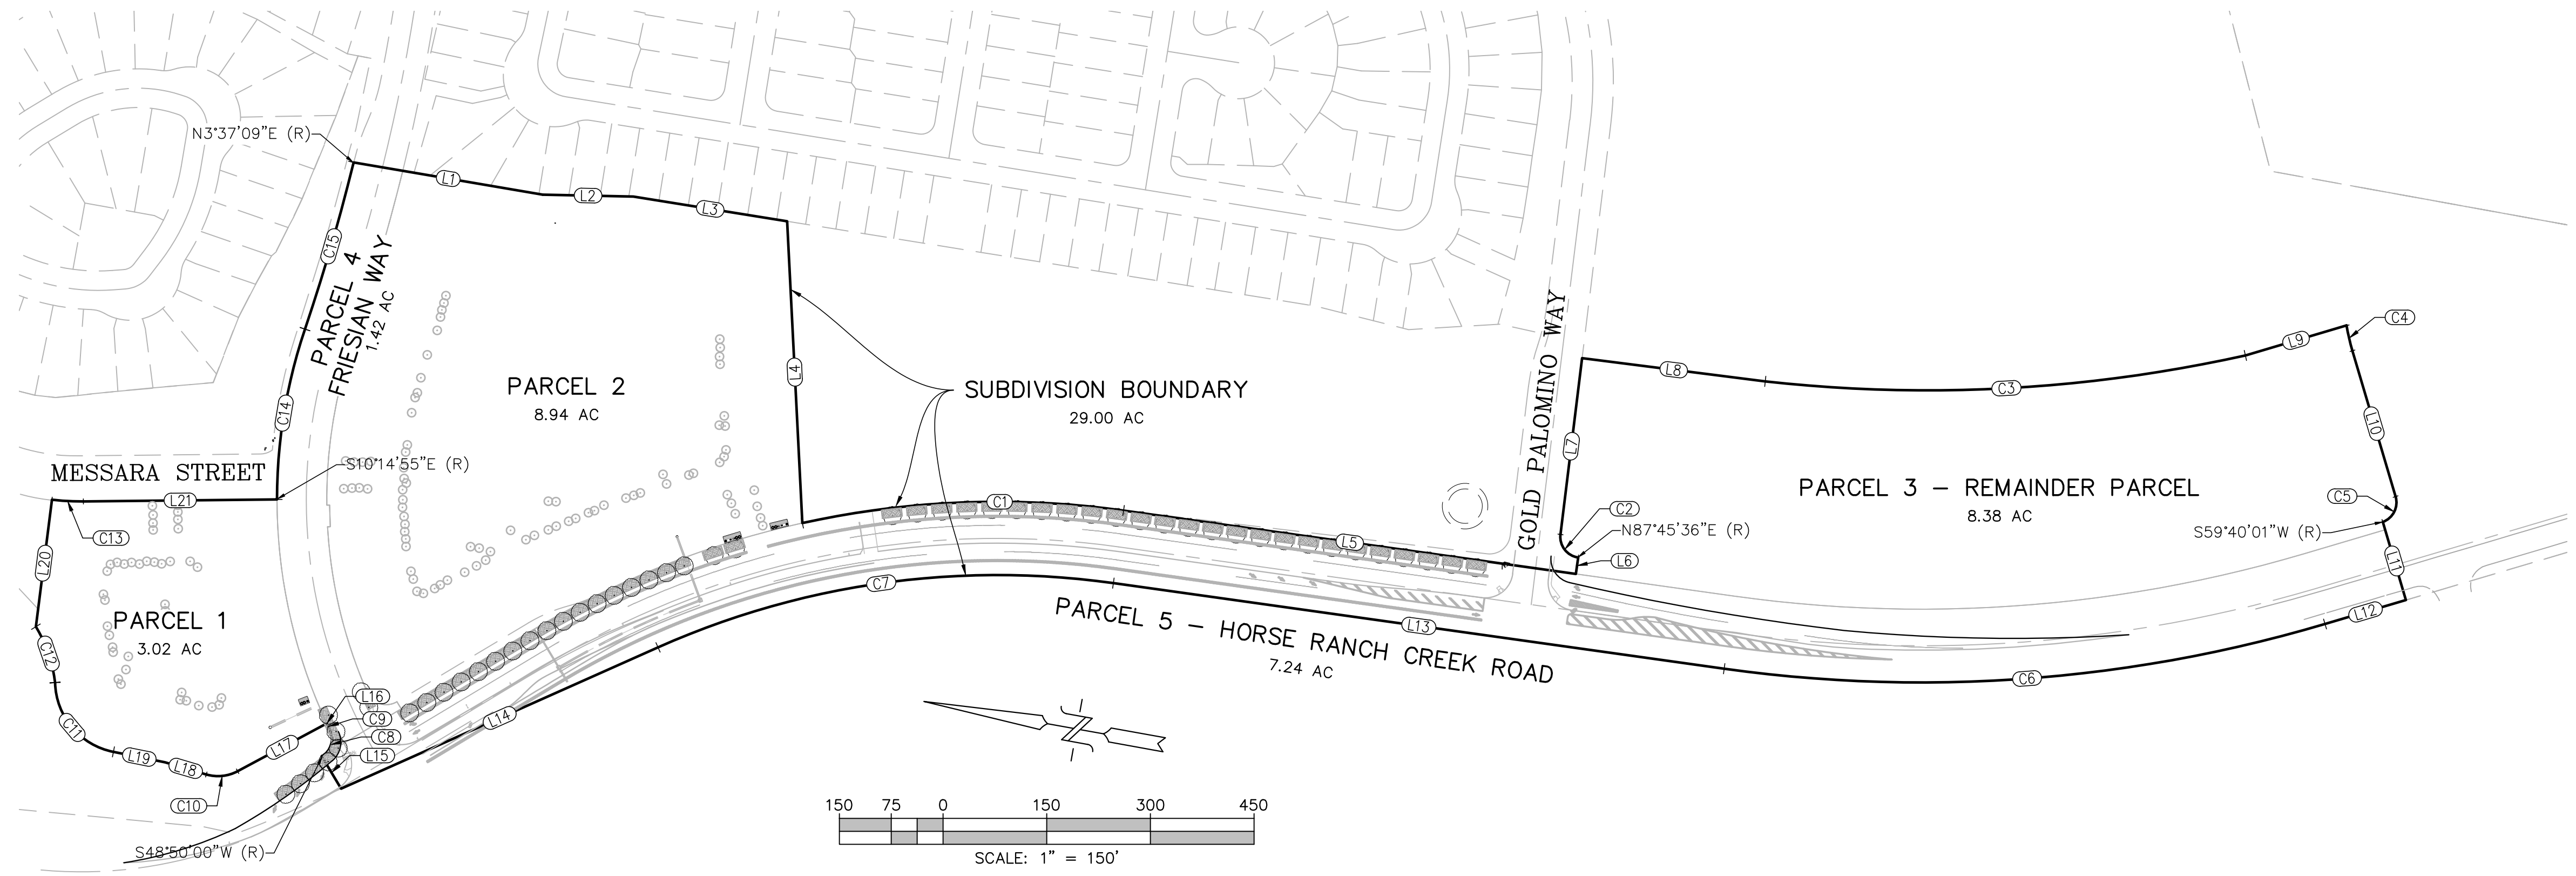 N3°37'09"E (R)
L1
L2
L3
C15
PARCEL 4
FRIESIAN WAY
1.42 AC
L4
PARCEL 2
8.94 AC
SUBDIVISION BOUNDARY
29.00 AC
GOLD PALOMINO WAY
L7
L8
C3
L9
C4
L10
C14
MESSARA STREET
S10°14'55"E (R)
L21
C13
L20
C1
L5
C2
N87°45'36"E (R)
L6
PARCEL 3 - REMAINDER PARCEL
8.38 AC
C5
S59°40'01"W (R)
L11
L12
C7
PARCEL 1
3.02 AC
C12
C11
L19
L18
L17
C10
L16
C9
C8
L15
L14
L13
PARCEL 5 - HORSE RANCH CREEK ROAD
7.24 AC
C6
S48°50'00"W (R)
150 75 0 150 300 450
SCALE: 1" = 150'